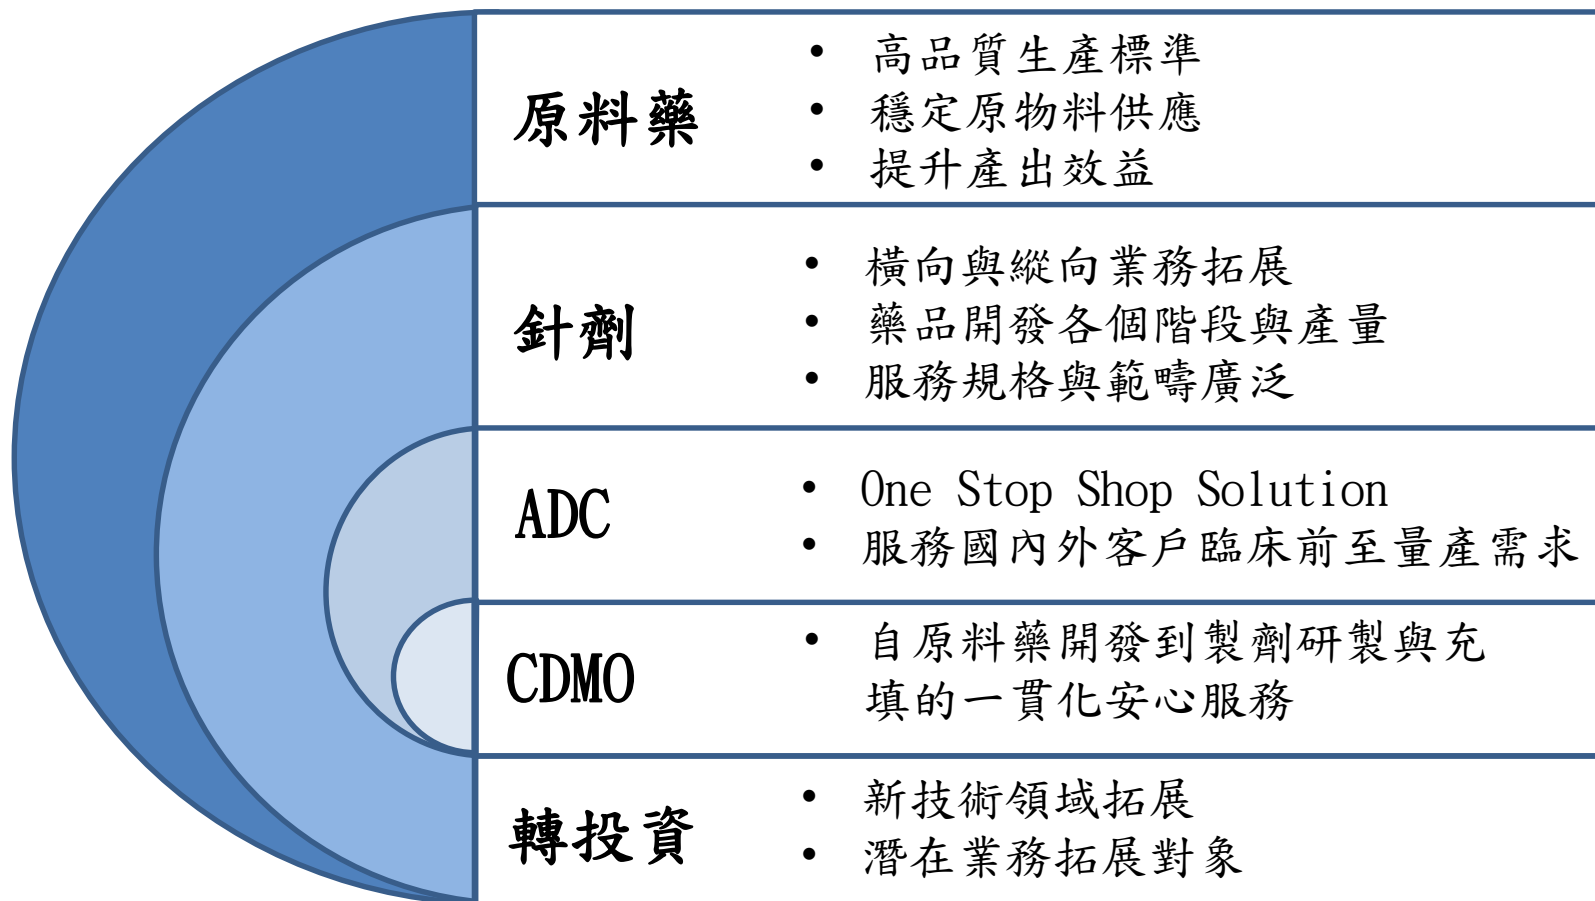 原料藥
• 高品質生產標準
• 穩定原物料供應
• 提升產出效益
針劑
• 橫向與縱向業務拓展
• 藥品開發各個階段與產量
• 服務規格與範疇廣泛
ADC
• One Stop Shop Solution
• 服務國內外客戶臨床前至量產需求
CDMO
• 自原料藥開發到製劑研製與充
填的一貫化安心服務
轉投資
• 新技術領域拓展
• 潛在業務拓展對象